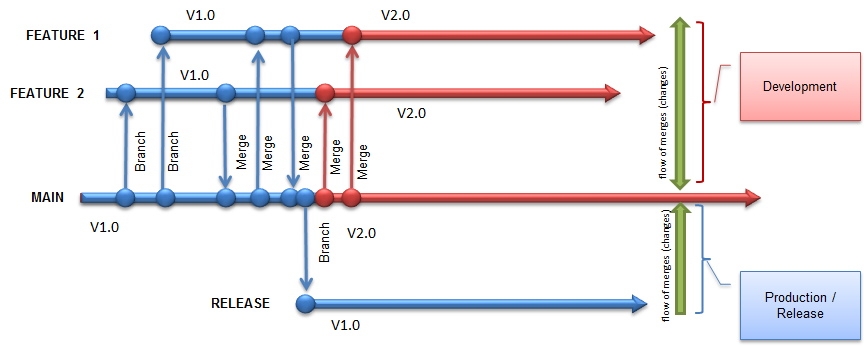 V1.0
V2.0
FEATURE 1
V1.0
FEATURE 2
V2.0
Development
flow of merges (changes)
Branch
Branch
Merge
Merge
Merge
Merge
MAIN
V1.0
V2.0
Branch
flow of merges (changes)
RELEASE
V1.0
Production /
Release